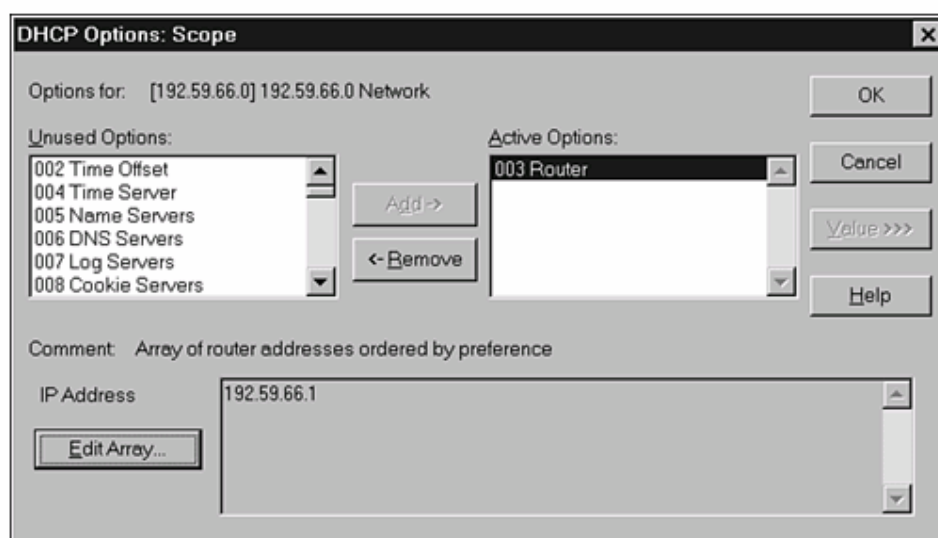 DHCP Options: Scope
Options for: [192.59.66.0] 192.59.66.0 Network
OK
Unused Options:
Active Options:
002 Time Offset
004 Time Server
005 Name Servers
006 DNS Servers
007 Log Servers
008 Cookie Servers
Add->
<-Remove
003 Router
Cancel
Value >>>
Help
Comment: Array of router addresses ordered by preference
IP Address
192.59.66.1
Edit Array...